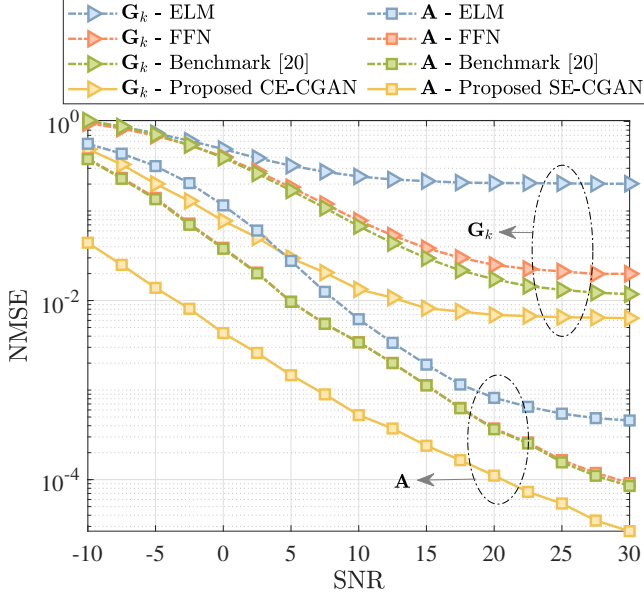 G_k - ELM
G_k - FFN
G_k - Benchmark [20]
G_k - Proposed CE-CGAN
A - ELM
A - FFN
A - Benchmark [20]
A - Proposed SE-CGAN
10^0
10^-2
10^-4
NMSE
G_k
A
-10 -5 0 5 10 15 20 25 30
SNR